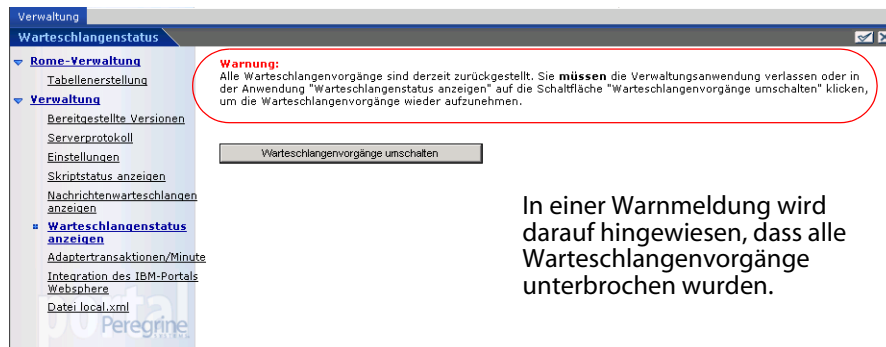 Verwaltung
Warteschlangenstatus
Rome-Verwaltung
Tabellenerstellung
Verwaltung
Bereitgestellte Versionen
Serverprotokoll
Einstellungen
Skriptstatus anzeigen
Nachrichtenwarteschlangen
anzeigen
Warteschlangenstatus
anzeigen
Adaptertransaktionen/Minute
Integration des IBM-Portals
Websphere
Datei local.xml
portal
Peregrine
SYSTEMS
Warnung:
Alle Warteschlangenvorgänge sind derzeit zurückgestellt. Sie müssen die Verwaltungsanwendung verlassen oder in
der Anwendung "Warteschlangenstatus anzeigen" auf die Schaltfläche "Warteschlangenvorgänge umschalten" klicken,
um die Warteschlangenvorgänge wieder aufzunehmen.
Warteschlangenvorgänge umschalten
In einer Warnmeldung wird
darauf hingewiesen, dass alle
Warteschlangenvorgänge
unterbrochen wurden.